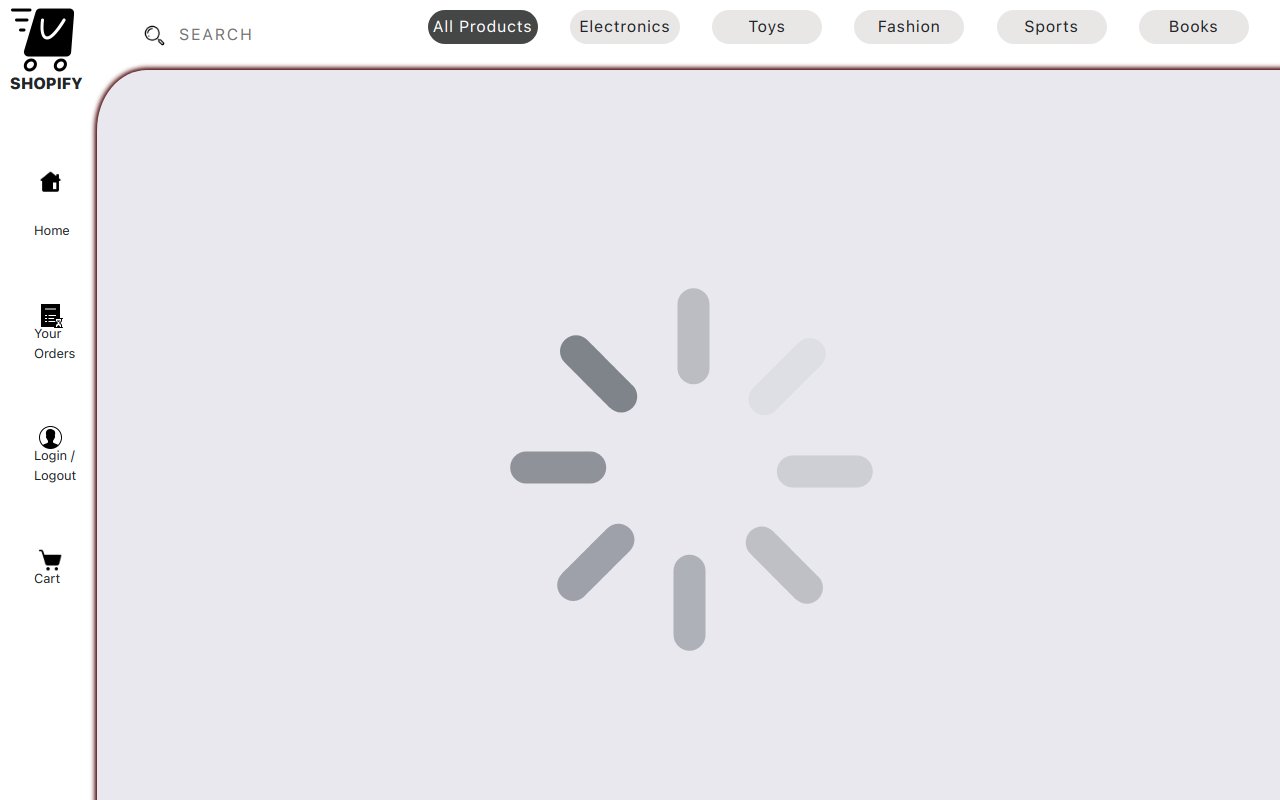 SHOPIFY
SEARCH
All Products
Electronics
Toys
Fashion
Sports
Books
Home
Your
Orders
Login /
Logout
Cart